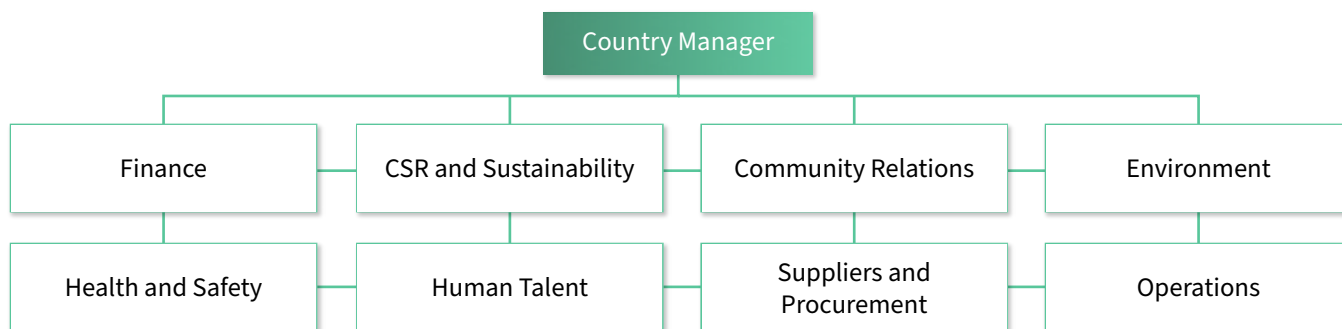 Country Manager
Finance
CSR and Sustainability
Community Relations
Environment
Health and Safety
Human Talent
Suppliers and
Procurement
Operations